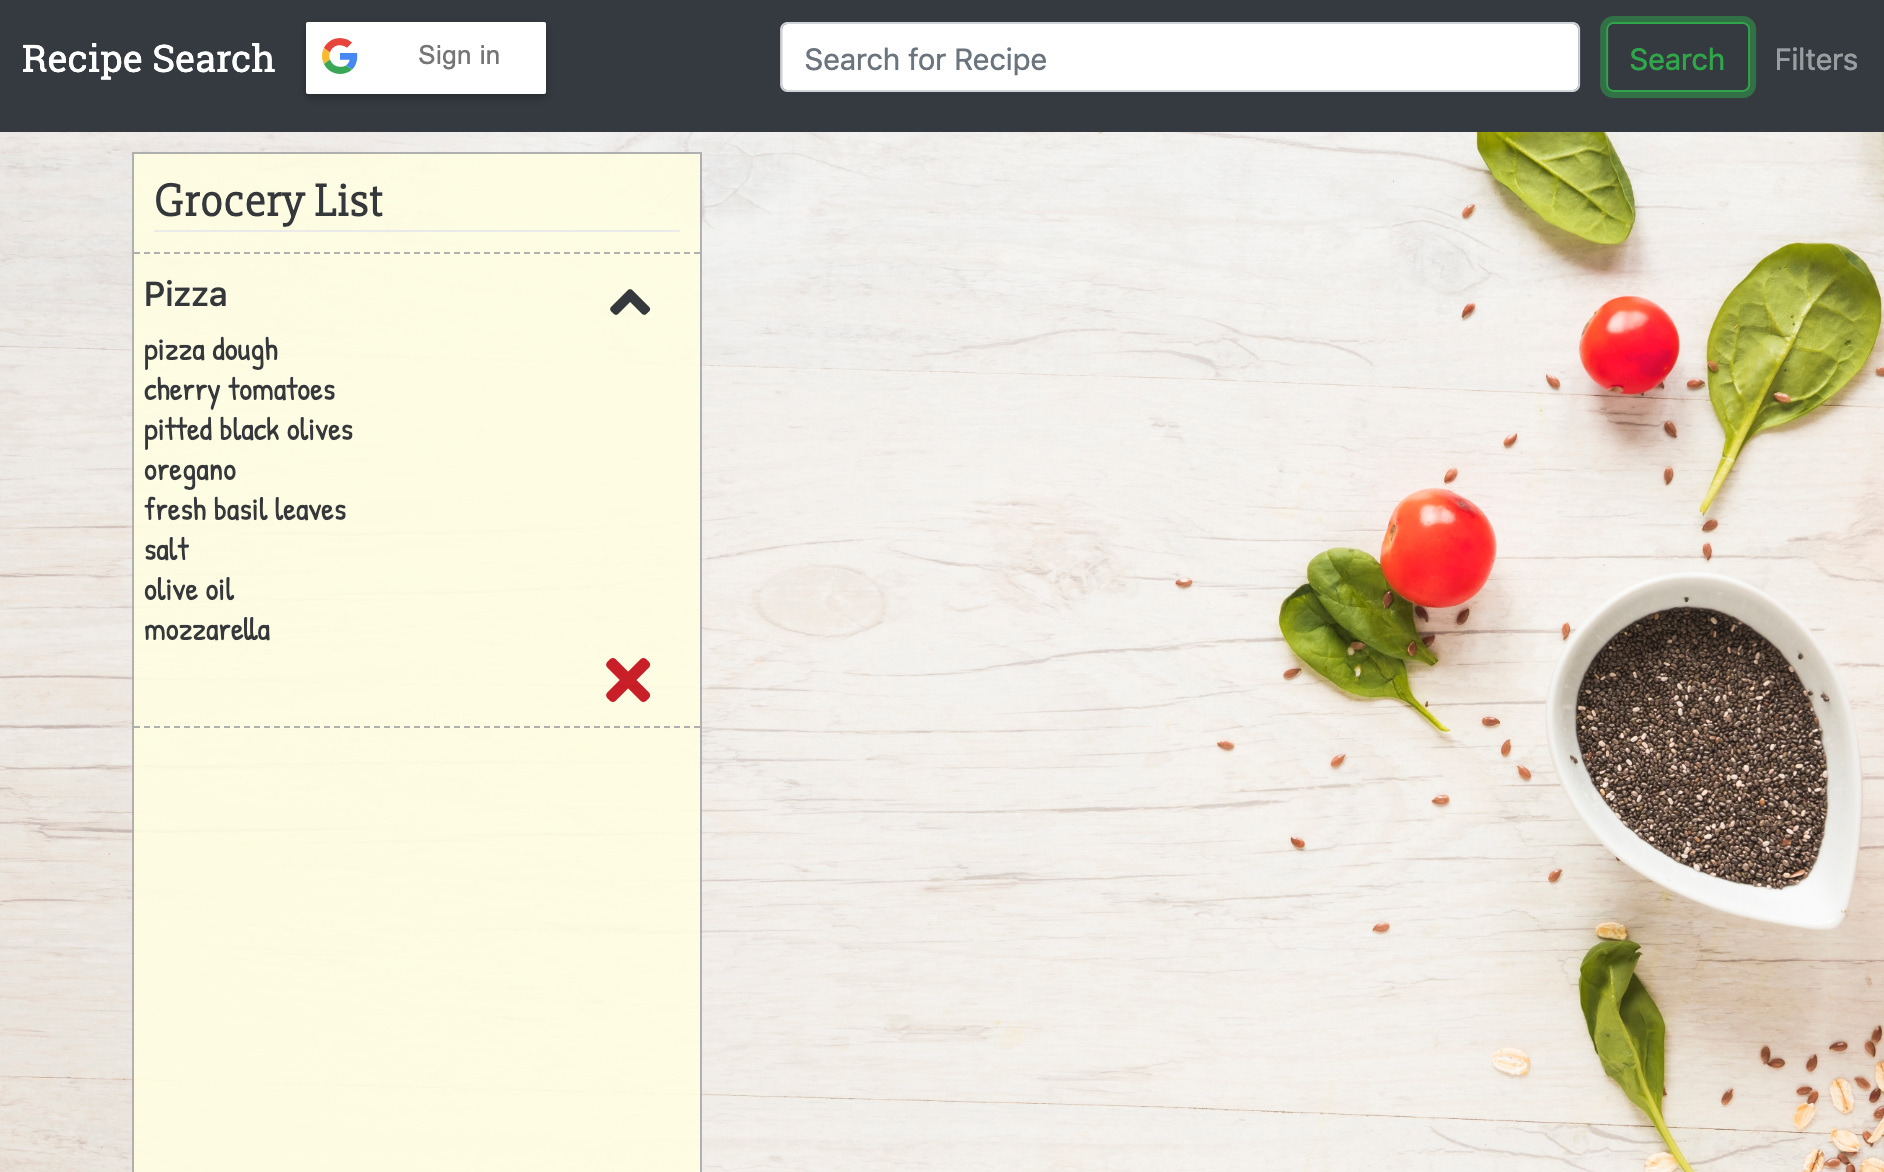 Recipe Search
Sign in
Search for Recipe
Search
Filters
Grocery List
Pizza
pizza dough
cherry tomatoes
pitted black olives
oregano
fresh basil leaves
salt
olive oil
mozzarella